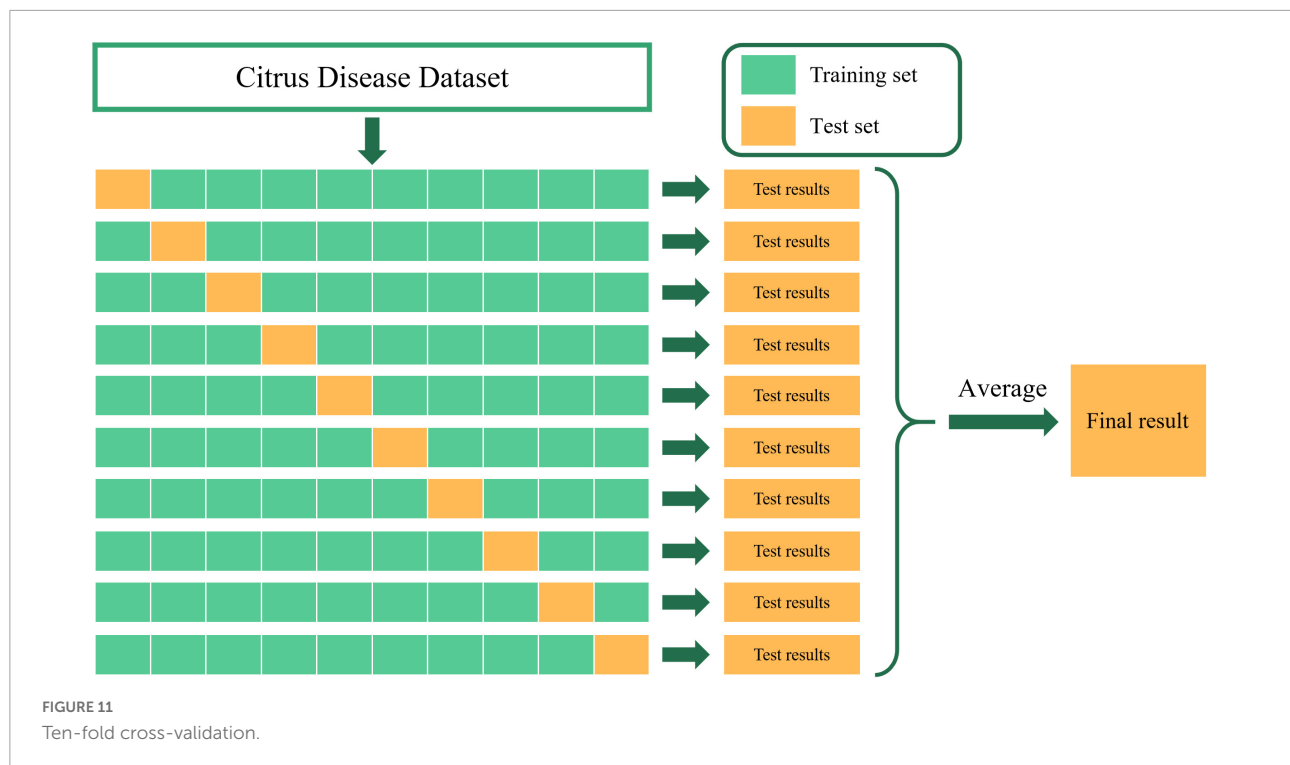 Citrus Disease Dataset
Training set
Test set
Test results
Test results
Test results
Test results
Test results
Test results
Test results
Test results
Test results
Test results
Average
Final result
FIGURE 11
Ten-fold cross-validation.